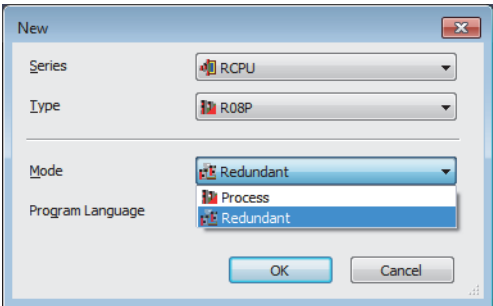 New
Series RCPU
Type R08P
Mode Redundant
Process
Program Language Redundant
OK Cancel